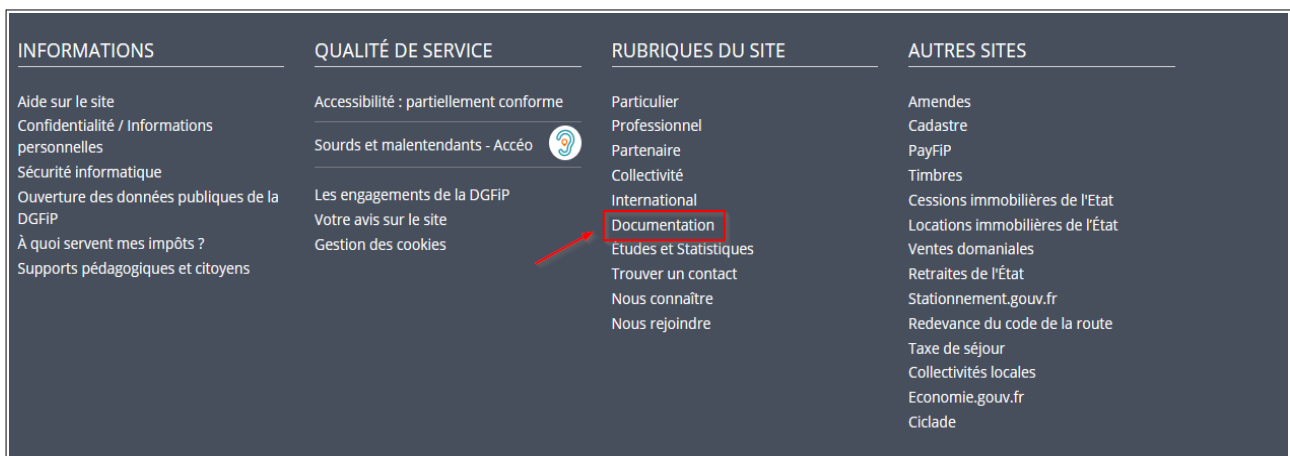 INFORMATIONS
Aide sur le site
Confidentialité / Informations
personnelles
Sécurité informatique
Ouverture des données publiques de la
DGFiP
À quoi servent mes impôts ?
Supports pédagogiques et citoyens
QUALITÉ DE SERVICE
Accessibilité : partiellement conforme
Sourds et malentendants - Accéo
Les engagements de la DGFiP
Votre avis sur le site
Gestion des cookies
RUBRIQUES DU SITE
Particulier
Professionnel
Partenaire
Collectivité
International
Documentation
Études et Statistiques
Trouver un contact
Nous connaître
Nous rejoindre
AUTRES SITES
Amendes
Cadastre
PayFiP
Timbres
Cessions immobilières de l'Etat
Locations immobilières de l’État
Ventes domaniales
Retraites de l'État
Stationnement.gouv.fr
Redevance du code de la route
Taxe de séjour
Collectivités locales
Economie.gouv.fr
Ciclade